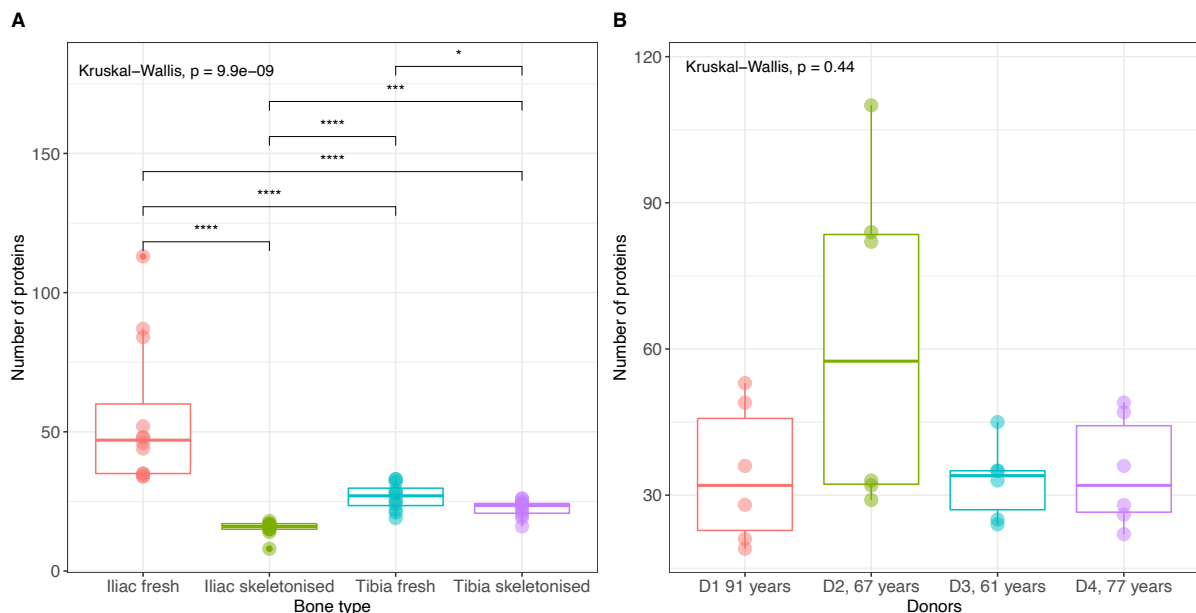 A
Kruskal−Wallis, p = 9.9e−09
*
***
****
****
****
****
Number of proteins
150
100
50
0
Iliac fresh
Iliac skeletonised
Tibia fresh
Tibia skeletonised
Bone type
B
Kruskal−Wallis, p = 0.44
Number of proteins
120
90
60
30
D1 91 years
D2, 67 years
D3, 61 years
D4, 77 years
Donors